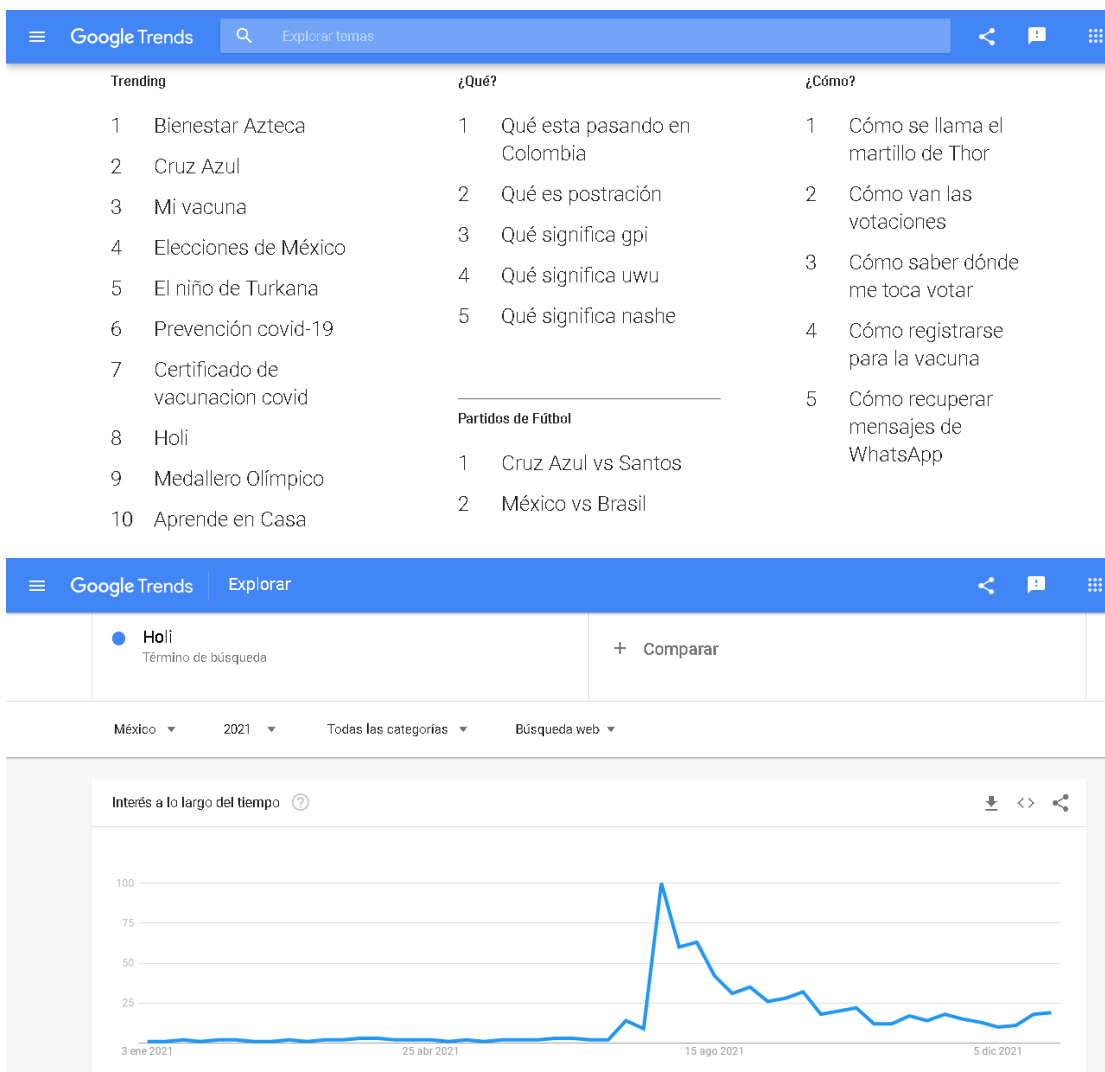 Google Trends
Explorar temas
Trending
1 Bienestar Azteca
2 Cruz Azul
3 Mi vacuna
4 Elecciones de México
5 El niño de Turkana
6 Prevención covid-19
7 Certificado de
vacunacion covid
8 Holi
9 Medallero Olímpico
10 Aprende en Casa
¿Qué?
1 Qué esta pasando en
Colombia
2 Qué es postración
3 Qué significa gpi
4 Qué significa uwu
5 Qué significa nashe
Partidos de Fútbol
1 Cruz Azul vs Santos
2 México vs Brasil
¿Cómo?
1 Cómo se llama el
martillo de Thor
2 Cómo van las
votaciones
3 Cómo saber dónde
me toca votar
4 Cómo registrarse
para la vacuna
5 Cómo recuperar
mensajes de
WhatsApp
Google Trends Explorar
Holi
Término de búsqueda
+ Comparar
México 2021 Todas las categorías Búsqueda web
Interés a lo largo del tiempo
100
75
50
25
3 ene 2021 25 abr 2021 15 ago 2021 5 dic 2021